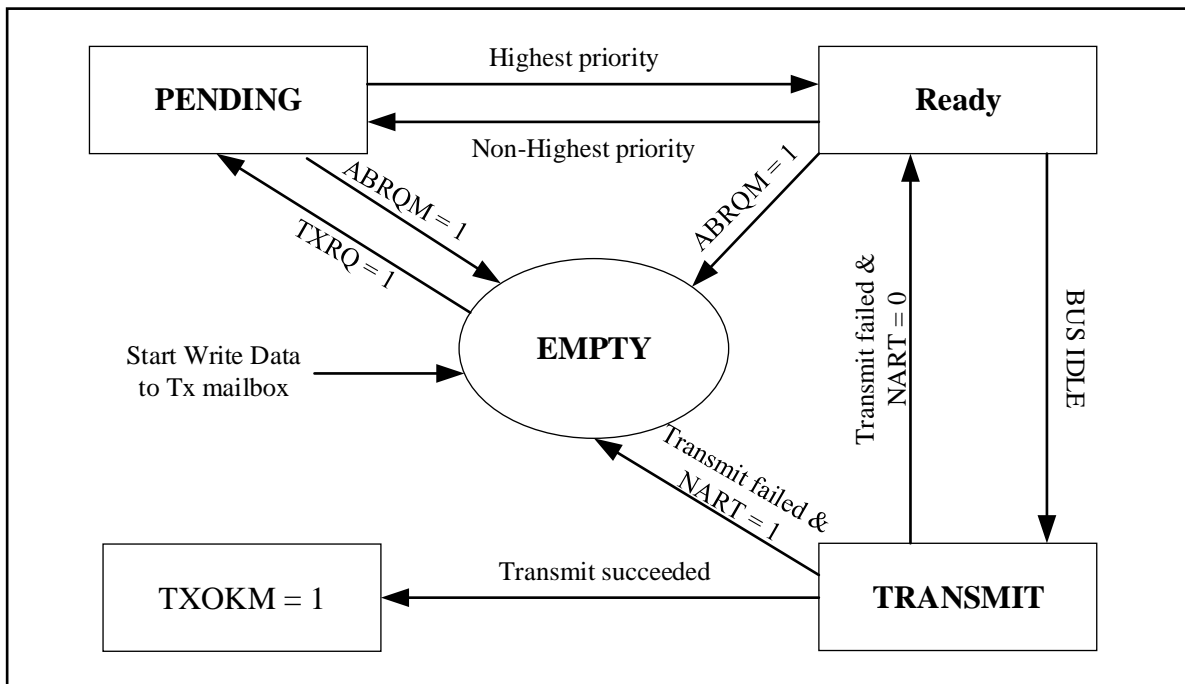 Highest priority
PENDING
Ready
Non-Highest priority
ABRQM = 1
TXRQ = 1
ABRQM = 1
Transmit failed &
NART = 0
BUS IDLE
EMPTY
Start Write Data
to Tx mailbox
Transmit failed &
NART = 1
Transmit succeeded
TXOKM = 1
TRANSMIT